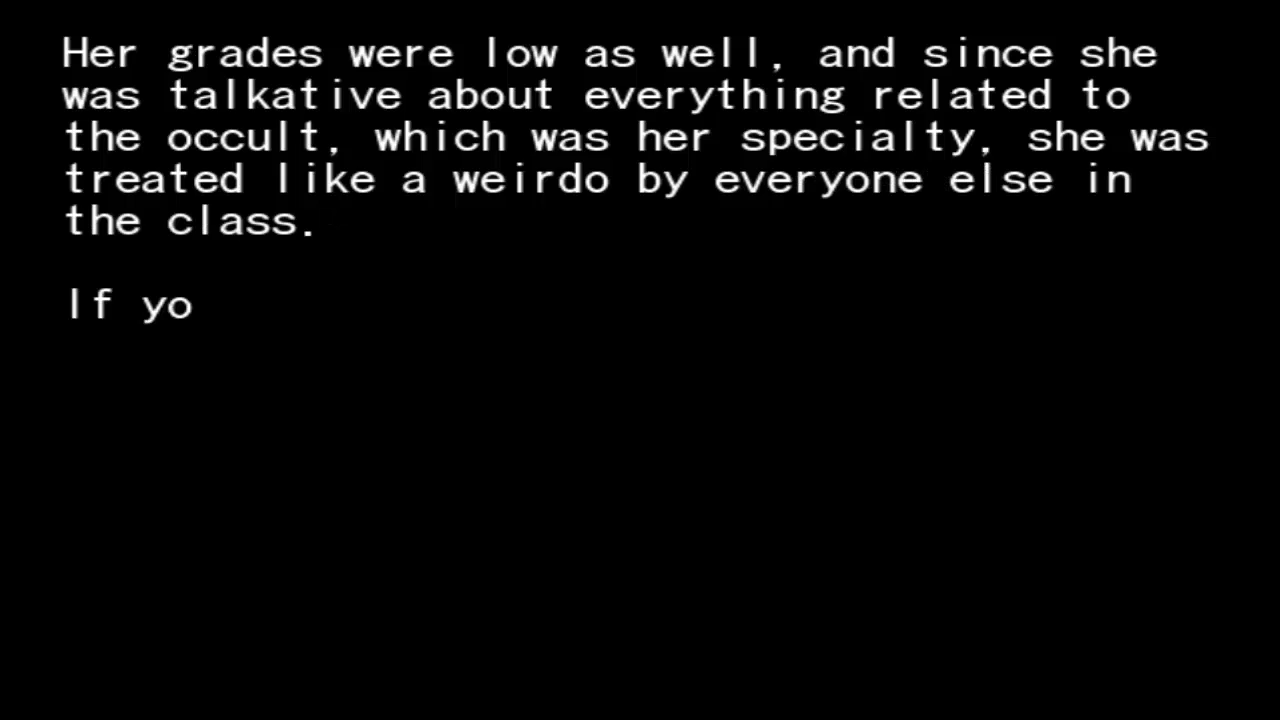 Her grades were low as well, and since she
was talkative about everything related to
the occult, which was her specialty, she was
treated like a weirdo by everyone else in
the class.
If yo